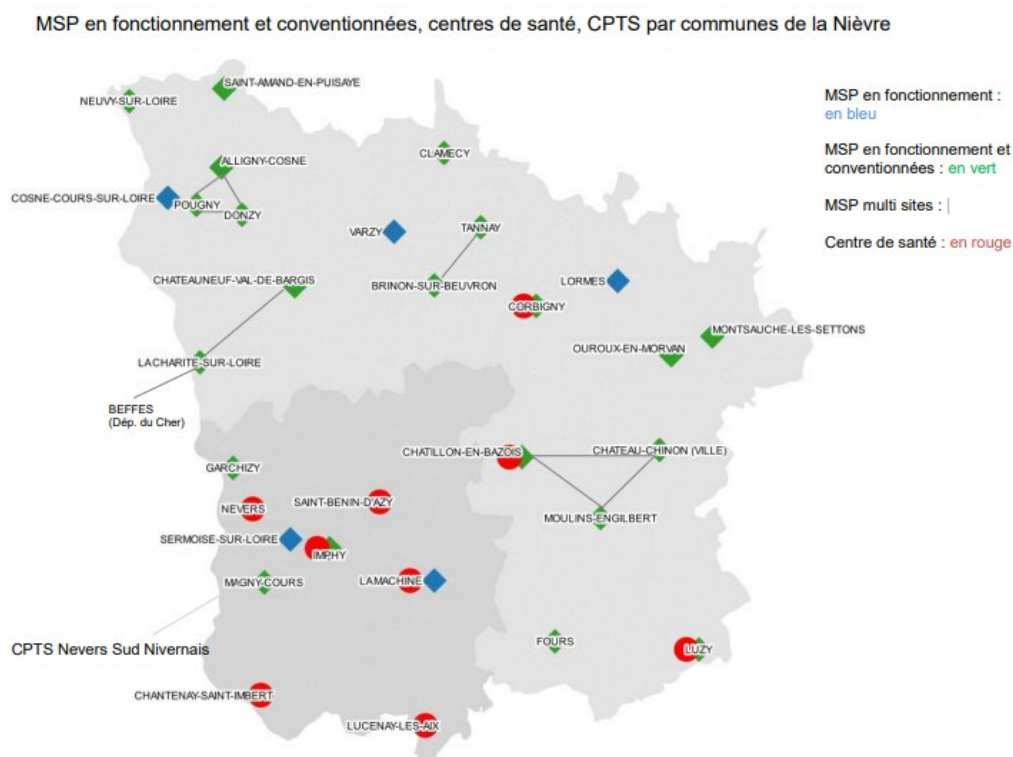 MSP en fonctionnement et conventionnées, centres de santé, CPTS par communes de la Nièvre
SAINT-AMAND-EN-PUISAYE
NEUVY-SUR-LOIRE
MSP en fonctionnement :
en bleu
MSP en fonctionnement et
conventionnées : en vert
MSP multi sites : |
Centre de santé : en rouge
CLAMECY
ALLIGNY-COSNE
COSNE-COURS-SUR-LOIRE
POUGNY
DONZY
VARZY
TANNAY
CHATEAUNEUF-VAL-DE-BARGIS
BRINON-SUR-BEUVRON
LORMES
CORBIGNY
MONTSAUCHE-LES-SETTONS
OUROUX-EN-MORVAN
LA CHARITE-SUR-LOIRE
BEFFES
(Dép. du Cher)
CHATILLON-EN-BAZOIS
CHATEAU-CHINON (VILLE)
GARCHIZY
NEVERS
SAINT-BENIN-D'AZY
MOULINS-ENGILBERT
SERMOISE-SUR-LOIRE
IMPHY
MAGNY-COURS
LA MACHINE
CPTS Nevers Sud Nivernais
FOURS
LUZY
CHANTENAY-SAINT-IMBERT
LUCENAY-LES-AIX